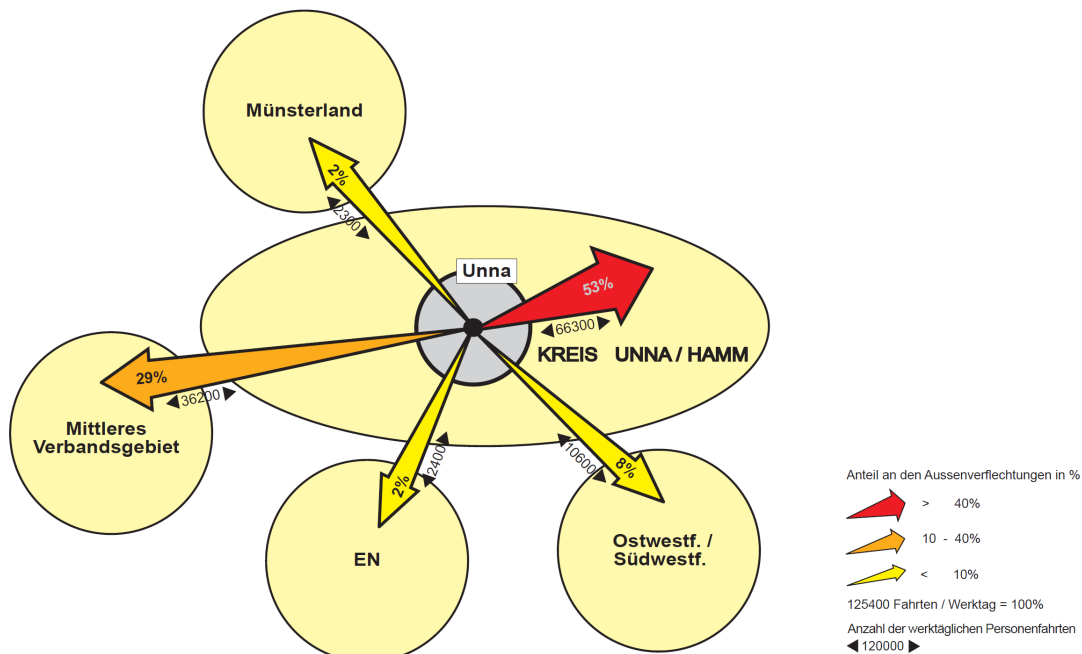 Münsterland
2%
2300
Unna
53%
66300
KREIS UNNA / HAMM
29%
36200
Mittleres
Verbandsgebiet
2400
2%
EN
10600
8%
Ostwestf. /
Südwestf.
Anteil an den Aussenverflechtungen in %
> 40%
10 - 40%
< 10%
125400 Fahrten / Werktag = 100%
Anzahl der werktäglichen Personenfahrten
120000